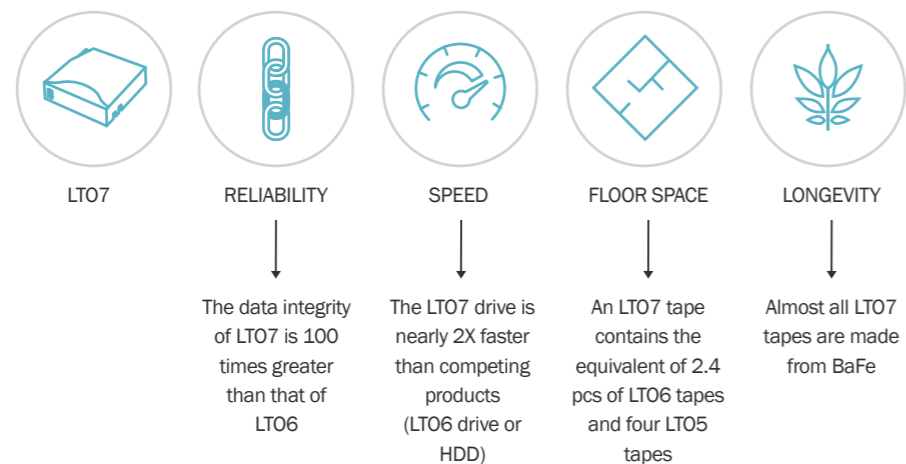 LTO7
RELIABILITY
SPEED
FLOOR SPACE
LONGEVITY
The data integrity
of LTO7 is 100
times greater
than that of
LTO6
The LTO7 drive is
nearly 2X faster
than competing
products
(LTO6 drive or
HDD)
An LTO7 tape
contains the
equivalent of 2.4
pcs of LTO6 tapes
and four LTO5
tapes
Almost all LTO7
tapes are made
from BaFe